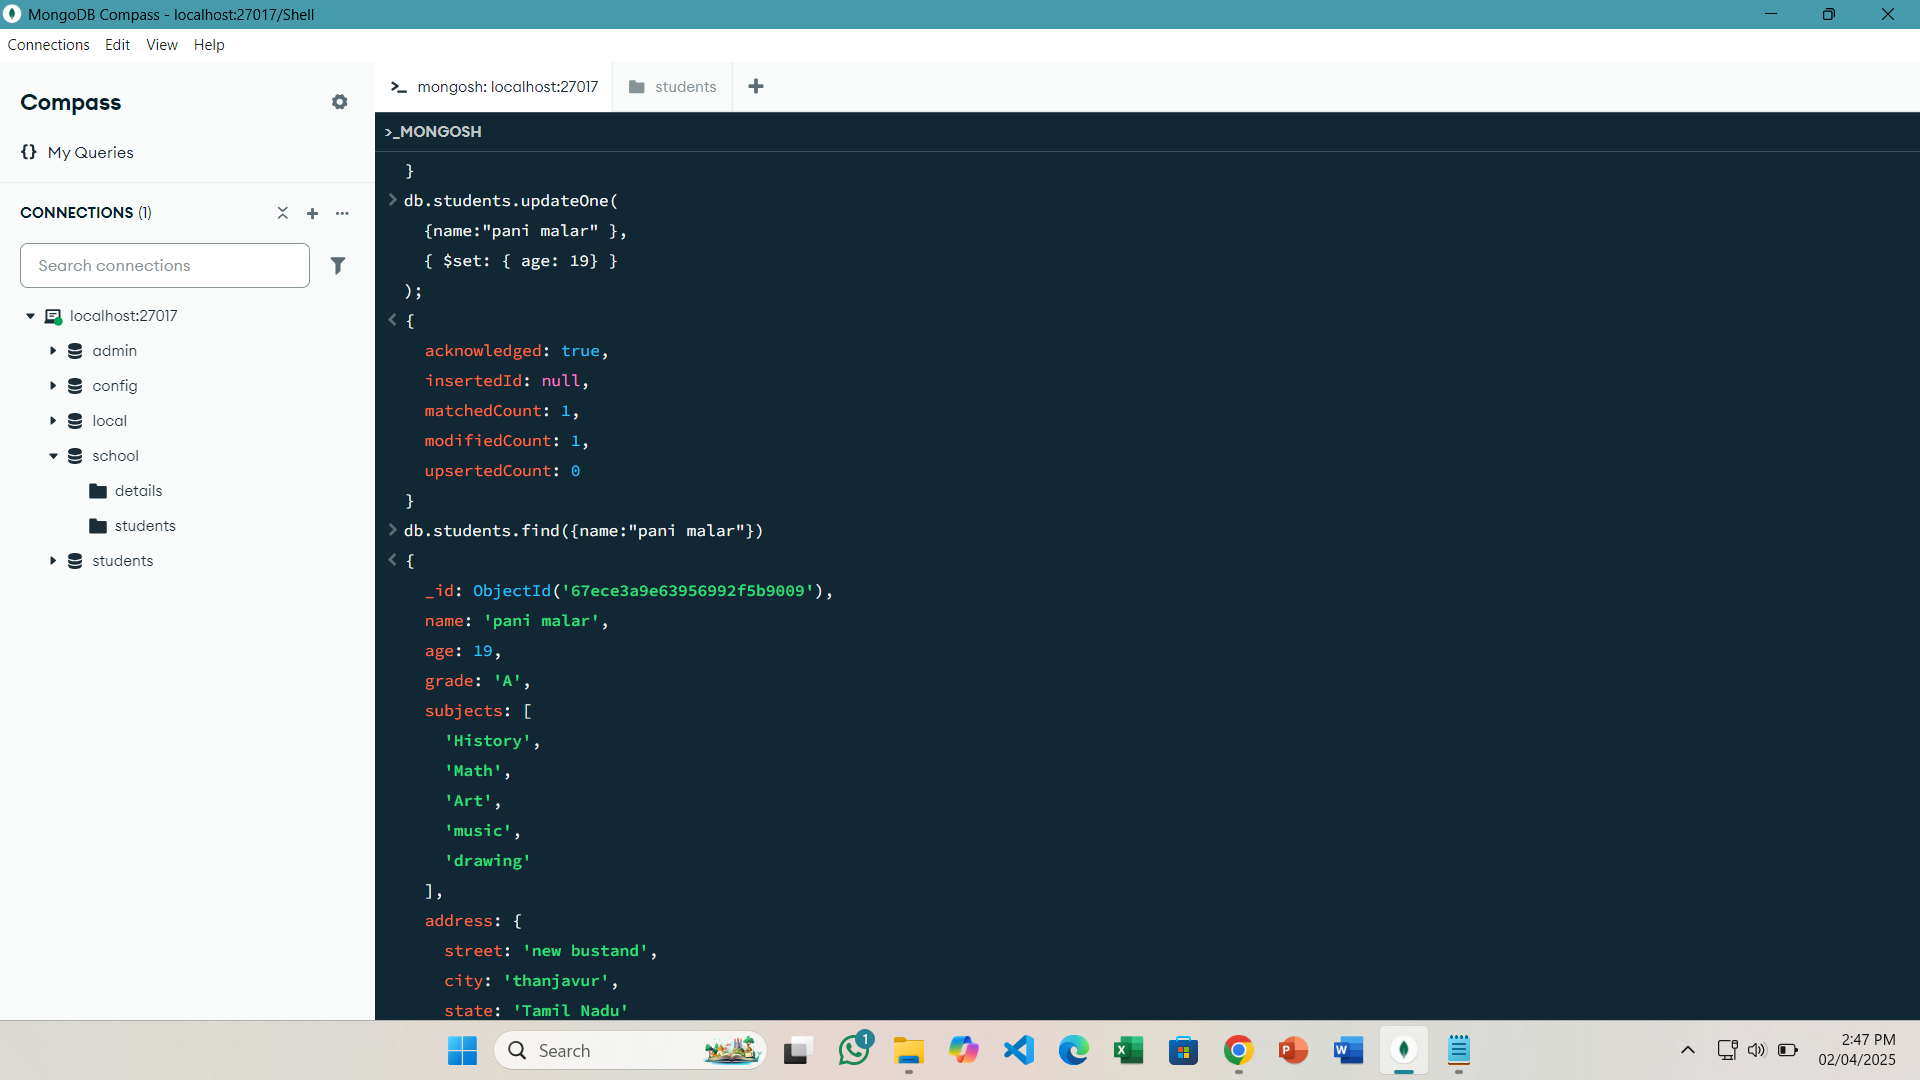 MongoDB Compass - localhost:27017/Shell
Connections Edit View Help
Compass
{} My Queries
CONNECTIONS (1)
Search connections
localhost:27017
admin
config
local
school
details
students
students
>_ mongosh: localhost:27017
students
>_MONGOSH
}
> db.students.updateOne(
{name:"pani malar" },
{ $set: { age: 19} }
);
< {
acknowledged: true,
insertedId: null,
matchedCount: 1,
modifiedCount: 1,
upsertedCount: 0
}
> db.students.find({name:"pani malar"})
< {
_id: ObjectId('67ece3a9e63956992f5b9009'),
name: 'pani malar',
age: 19,
grade: 'A',
subjects: [
'History',
'Math',
'Art',
'music',
'drawing'
],
address: {
street: 'new bustand',
city: 'thanjavur',
state: 'Tamil Nadu'
Search
1
2:47 PM
02/04/2025